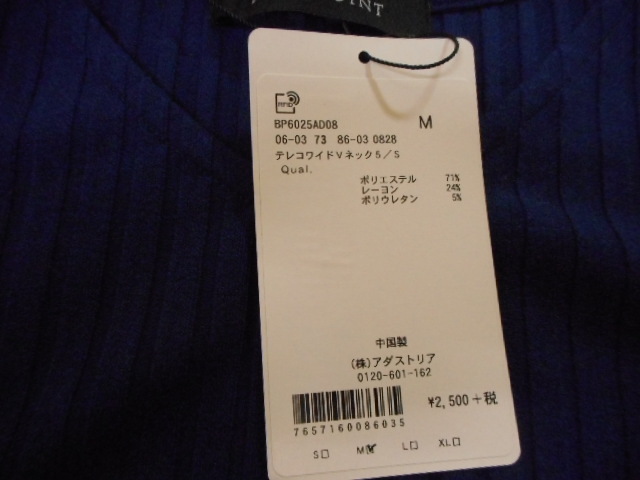 POINT
RFID
BP6025AD08 M
06-03 73 86-03 0828
テレコワイドVネック5/S
Qual.
ポリエステル 71%
レーヨン 24%
ポリウレタン 5%
中国製
(株)アダストリア
0120-601-162
¥2,500+税
7657160086035
S M L XL